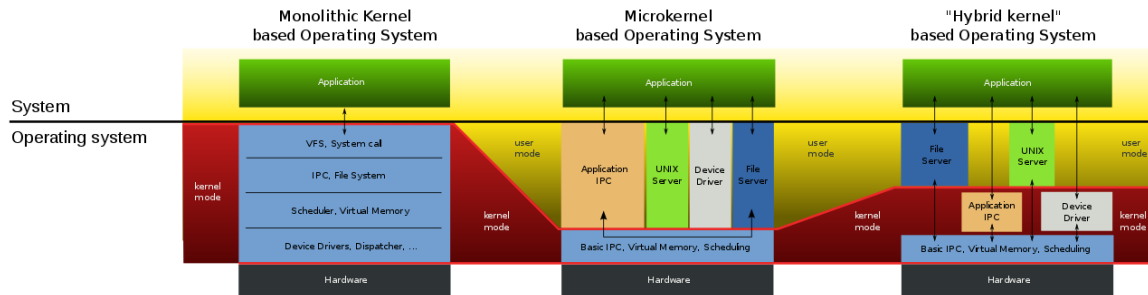 Monolithic Kernel
based Operating System
Microkernel
based Operating System
"Hybrid kernel"
based Operating System
System
Operating system
Application
VFS, System call
IPC, File System
Scheduler, Virtual Memory
Device Drivers, Dispatcher, ...
Hardware
kernel
mode
user
mode
kernel
mode
Application
Application
IPC
UNIX
Server
Device
Driver
File
Server
Basic IPC, Virtual Memory, Scheduling
Hardware
user
mode
kernel
mode
Application
File
Server
UNIX
Server
Application
IPC
Device
Driver
kernel
mode
Basic IPC, Virtual Memory, Scheduling
Hardware